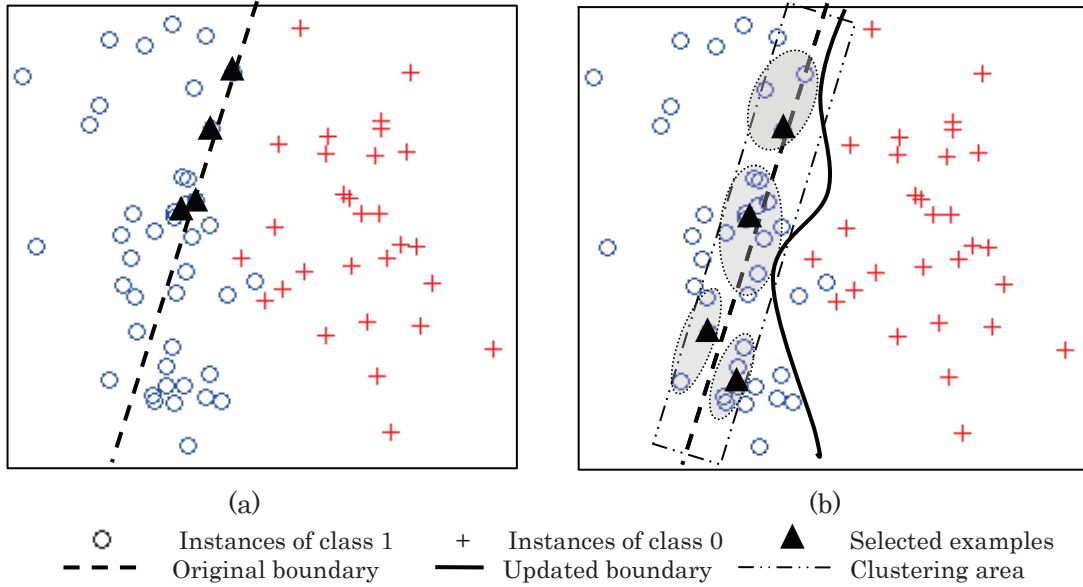 (a)
(b)
Instances of class 1
Instances of class 0
Selected examples
Original boundary
Updated boundary
Clustering area